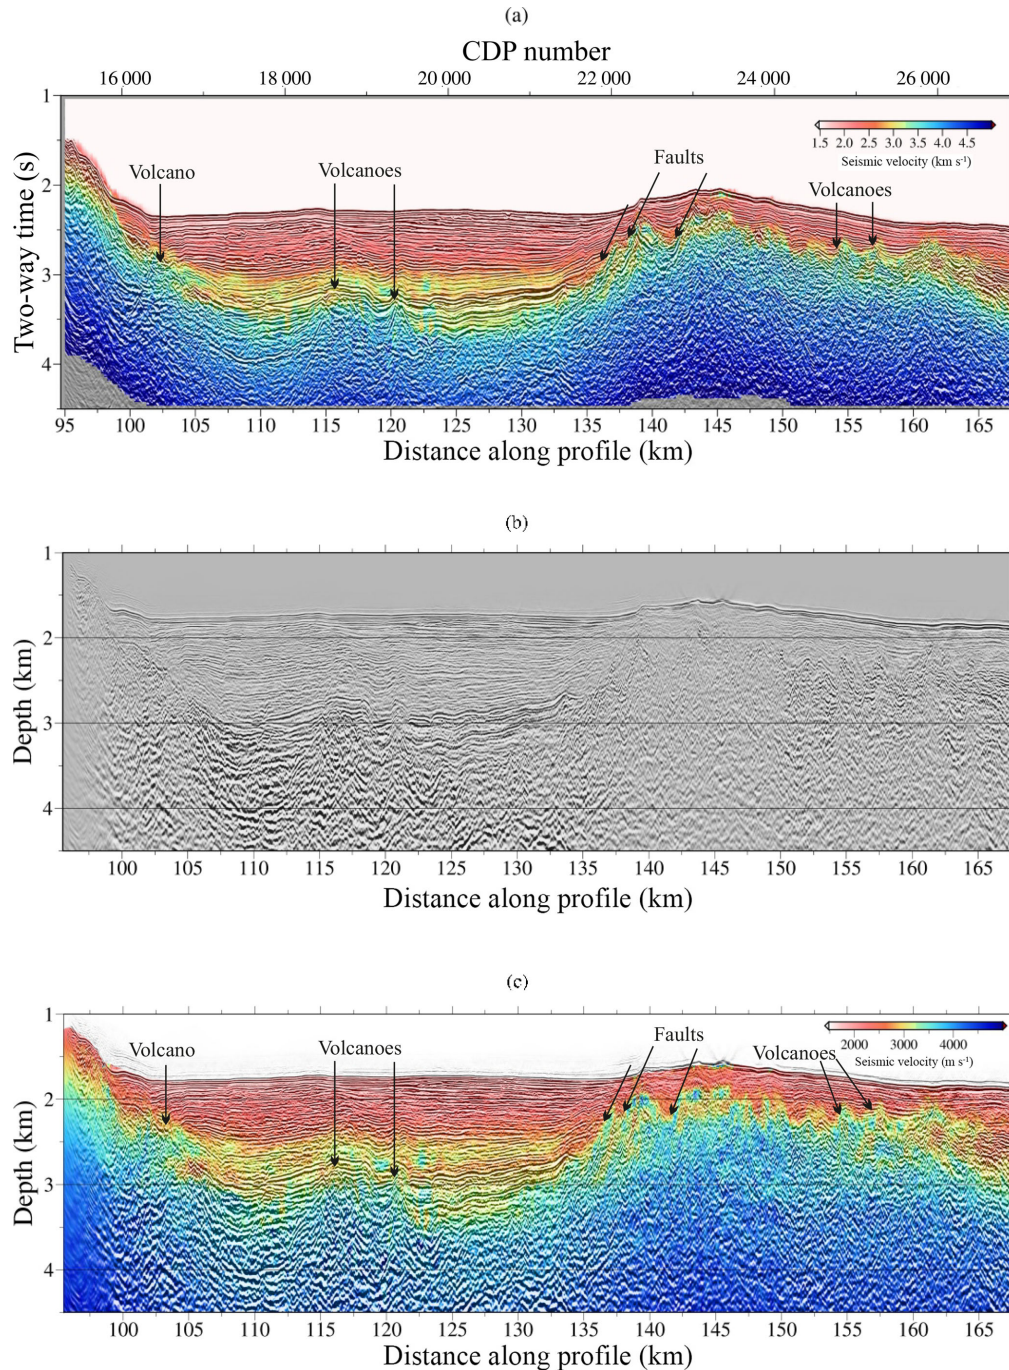 (a)
CDP number
16 000 18 000 20 000 22 000 24 000 26 000
1
2
3
4
Two-way time (s)
Volcano
Volcanoes
Faults
Volcanoes
1.5 2.0 2.5 3.0 3.5 4.0 4.5
Seismic velocity (km s⁻¹)
95 100 105 110 115 120 125 130 135 140 145 150 155 160 165
Distance along profile (km)
(b)
1
2
3
4
Depth (km)
100 105 110 115 120 125 130 135 140 145 150 155 160 165
Distance along profile (km)
(c)
1
2
3
4
Depth (km)
Volcano
Volcanoes
Faults
Volcanoes
2000 3000 4000
Seismic velocity (m s⁻¹)
100 105 110 115 120 125 130 135 140 145 150 155 160 165
Distance along profile (km)